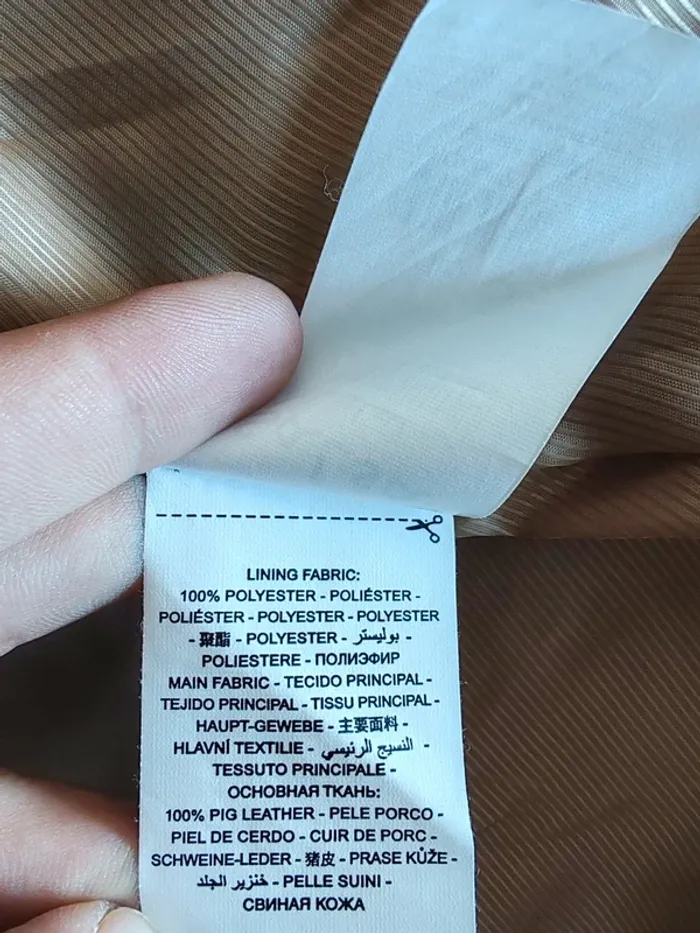 LINING FABRIC:
100% POLYESTER - POLIÉSTER -
POLIÉSTER - POLYESTER - POLYESTER
- 聚酯 - POLYESTER - بوليستر -
POLIESTERE - ПОЛИЭФИР
MAIN FABRIC - TECIDO PRINCIPAL -
TEJIDO PRINCIPAL - TISSU PRINCIPAL -
HAUPT-GEWEBE - 主要面料 -
HLAVNÍ TEXTILIE - النسيج الرئيسي -
TESSUTO PRINCIPALE -
ОСНОВНАЯ ТКАНЬ:
100% PIG LEATHER - PELE PORCO -
PIEL DE CERDO - CUIR DE PORC -
SCHWEINE-LEDER - 猪皮 - PRASE KŮŽE -
خنزير الجلد - PELLE SUINI -
СВИНАЯ КОЖА